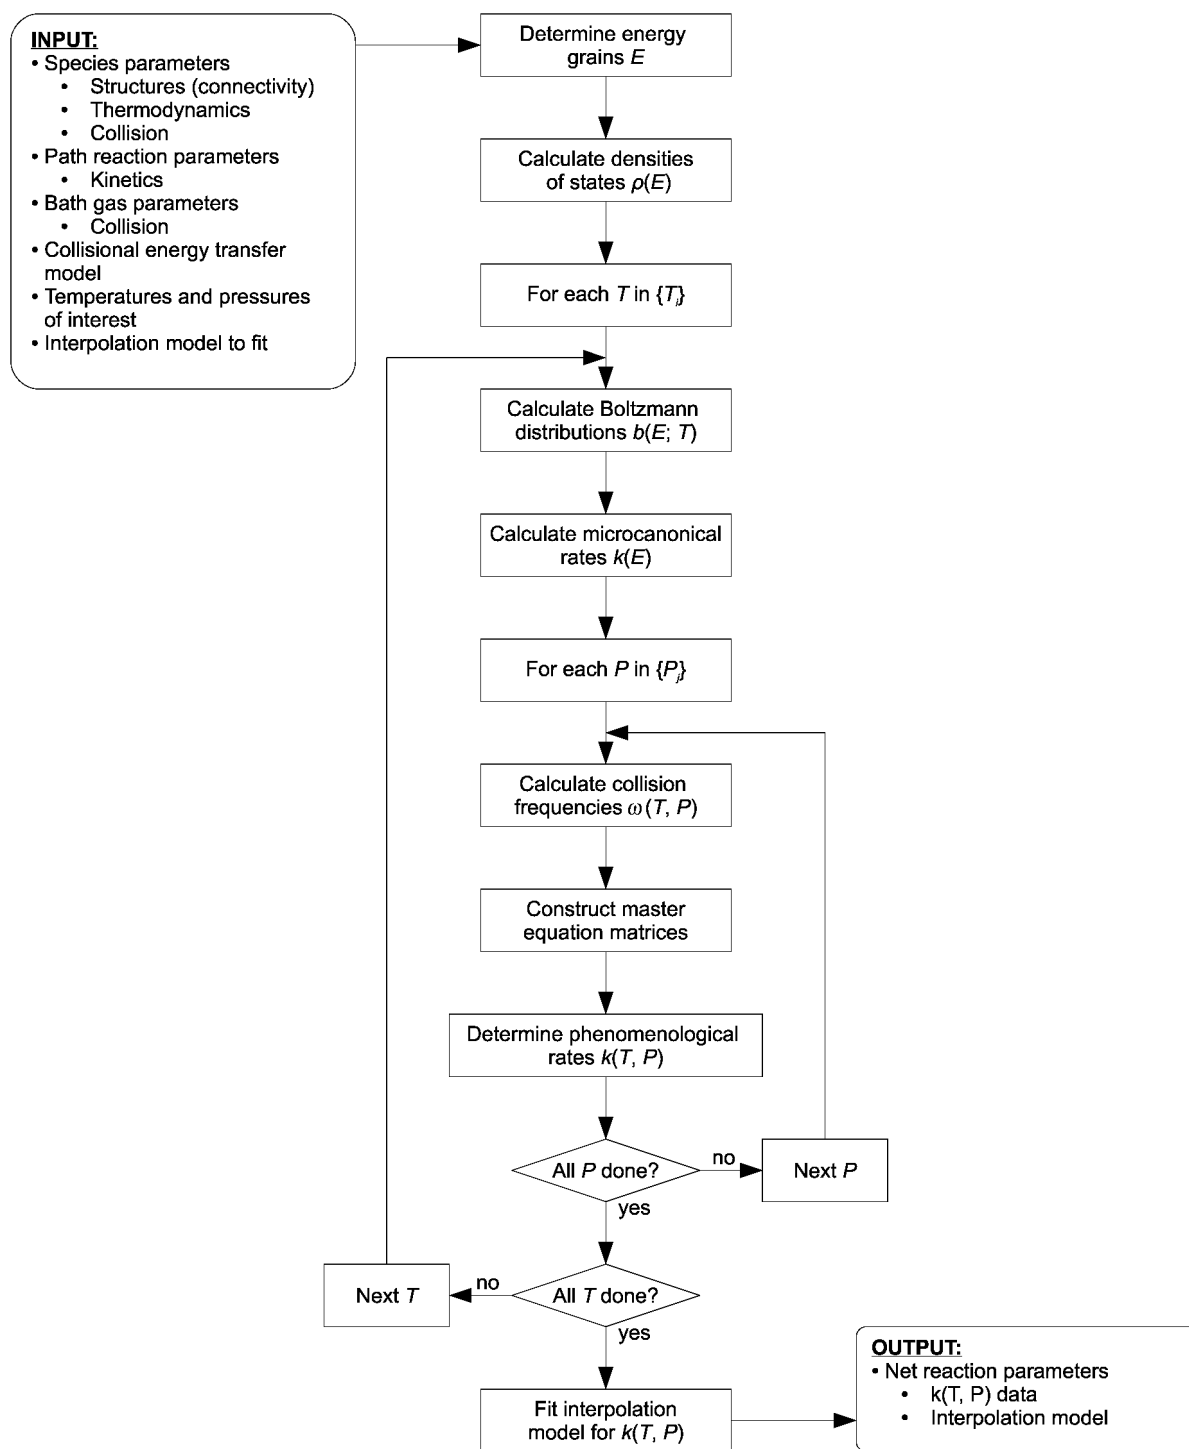 INPUT:
• Species parameters
• Structures (connectivity)
• Thermodynamics
• Collision
• Path reaction parameters
• Kinetics
• Bath gas parameters
• Collision
• Collisional energy transfer
model
• Temperatures and pressures
of interest
• Interpolation model to fit
Determine energy
grains E
Calculate densities
of states ρ(E)
For each T in {Tᵢ}
Calculate Boltzmann
distributions b(E; T)
Calculate microcanonical
rates k(E)
For each P in {Pⱼ}
Calculate collision
frequencies ω(T, P)
Construct master
equation matrices
Determine phenomenological
rates k(T, P)
All P done?
no
Next P
yes
Next T
no
All T done?
yes
Fit interpolation
model for k(T, P)
OUTPUT:
• Net reaction parameters
• k(T, P) data
• Interpolation model